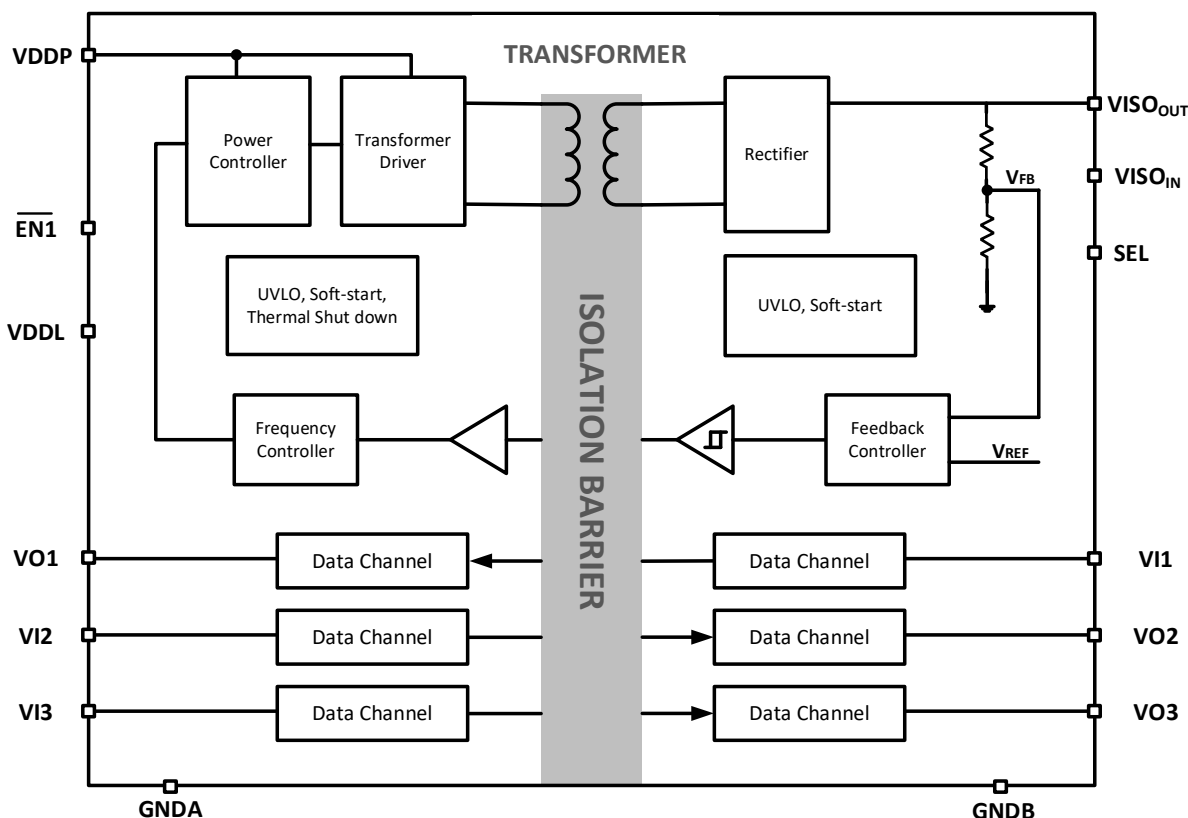 TRANSFORMER
VDDP
Power
Controller
Transformer
Driver
Rectifier
VISOOUT
VFB
VISOIN
EN1
SEL
UVLO, Soft-start,
Thermal Shut down
UVLO, Soft-start
VDDL
ISOLATION BARRIER
Frequency
Controller
Feedback
Controller
VREF
VO1
Data Channel
Data Channel
VI1
VI2
Data Channel
Data Channel
VO2
VI3
Data Channel
Data Channel
VO3
GNDA
GNDB